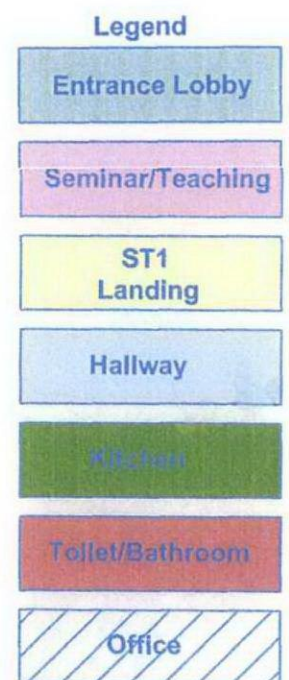 Legend
Entrance Lobby
Seminar/Teaching
ST1
Landing
Hallway
Kitchen
Toilet/Bathroom
Office